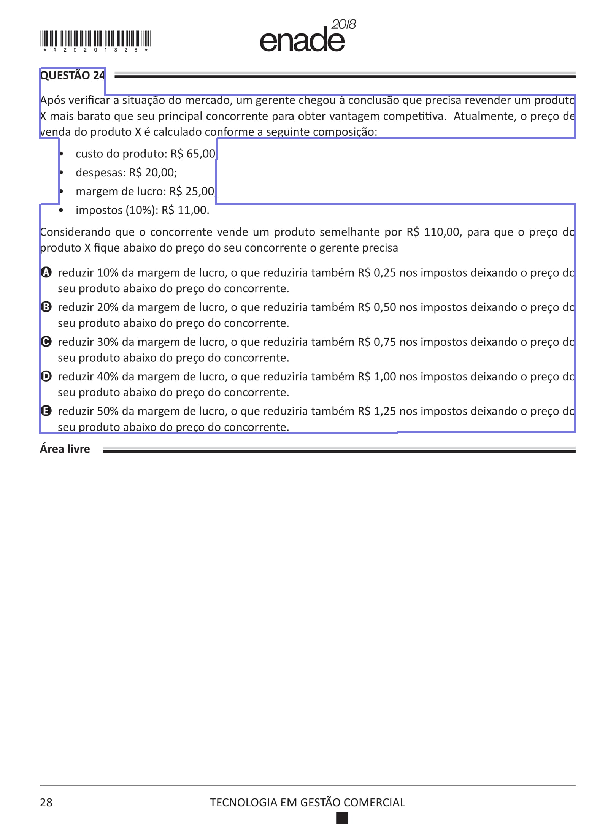 *R20201828*
enade 2018
QUESTÃO 24
Após verificar a situação do mercado, um gerente chegou à conclusão que precisa revender um produto
X mais barato que seu principal concorrente para obter vantagem competitiva. Atualmente, o preço de
venda do produto X é calculado conforme a seguinte composição:
• custo do produto: R$ 65,00
• despesas: R$ 20,00;
• margem de lucro: R$ 25,00
• impostos (10%): R$ 11,00.
Considerando que o concorrente vende um produto semelhante por R$ 110,00, para que o preço do
produto X fique abaixo do preço do seu concorrente o gerente precisa
A reduzir 10% da margem de lucro, o que reduziria também R$ 0,25 nos impostos deixando o preço do
seu produto abaixo do preço do concorrente.
B reduzir 20% da margem de lucro, o que reduziria também R$ 0,50 nos impostos deixando o preço do
seu produto abaixo do preço do concorrente.
C reduzir 30% da margem de lucro, o que reduziria também R$ 0,75 nos impostos deixando o preço do
seu produto abaixo do preço do concorrente.
D reduzir 40% da margem de lucro, o que reduziria também R$ 1,00 nos impostos deixando o preço do
seu produto abaixo do preço do concorrente.
E reduzir 50% da margem de lucro, o que reduziria também R$ 1,25 nos impostos deixando o preço do
seu produto abaixo do preço do concorrente.
Área livre
28 TECNOLOGIA EM GESTÃO COMERCIAL